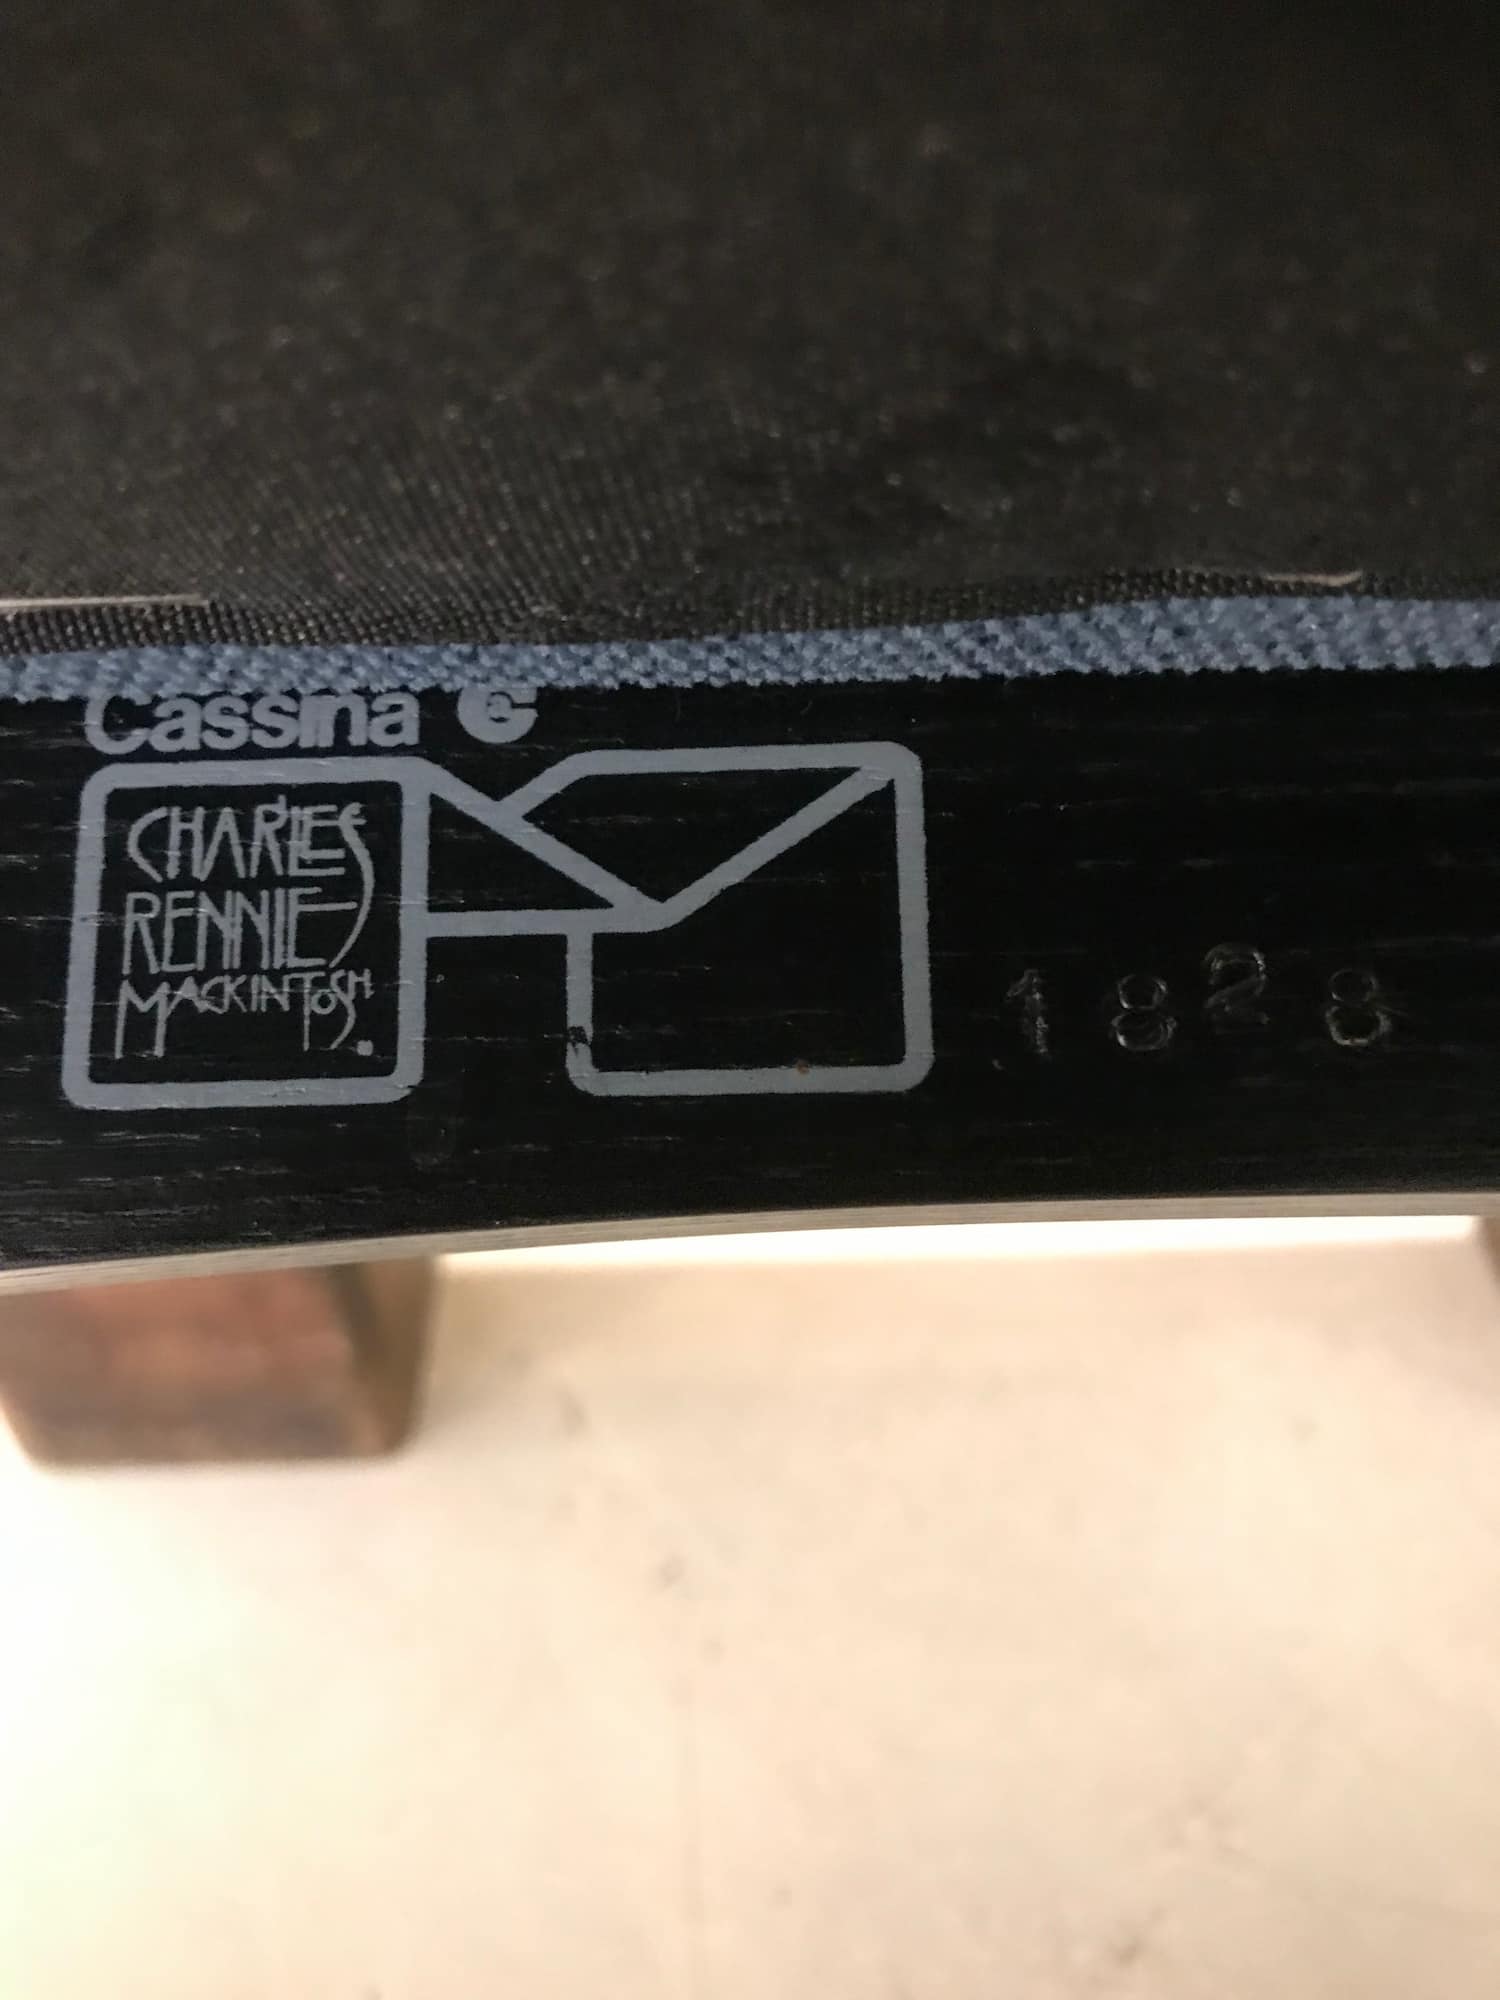 Cassina
CHARLES
RENNIE
MACKINTOSH.
1828